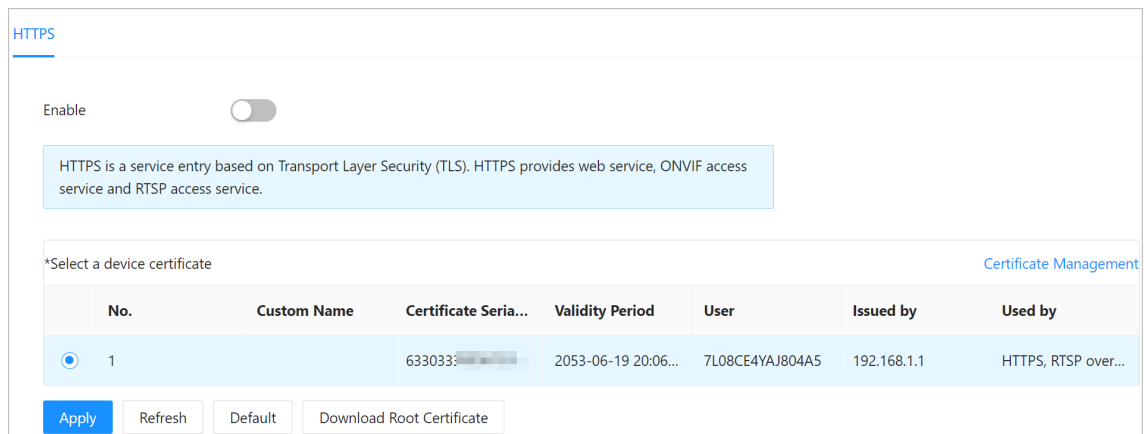 HTTPS
Enable
HTTPS is a service entry based on Transport Layer Security (TLS). HTTPS provides web service, ONVIF access
service and RTSP access service.
*Select a device certificate Certificate Management
No. Custom Name Certificate Seria... Validity Period User Issued by Used by
1 2053-06-19 20:06... 7L08CE4YAJ804A5 192.168.1.1 HTTPS, RTSP over...
Apply Refresh Default Download Root Certificate